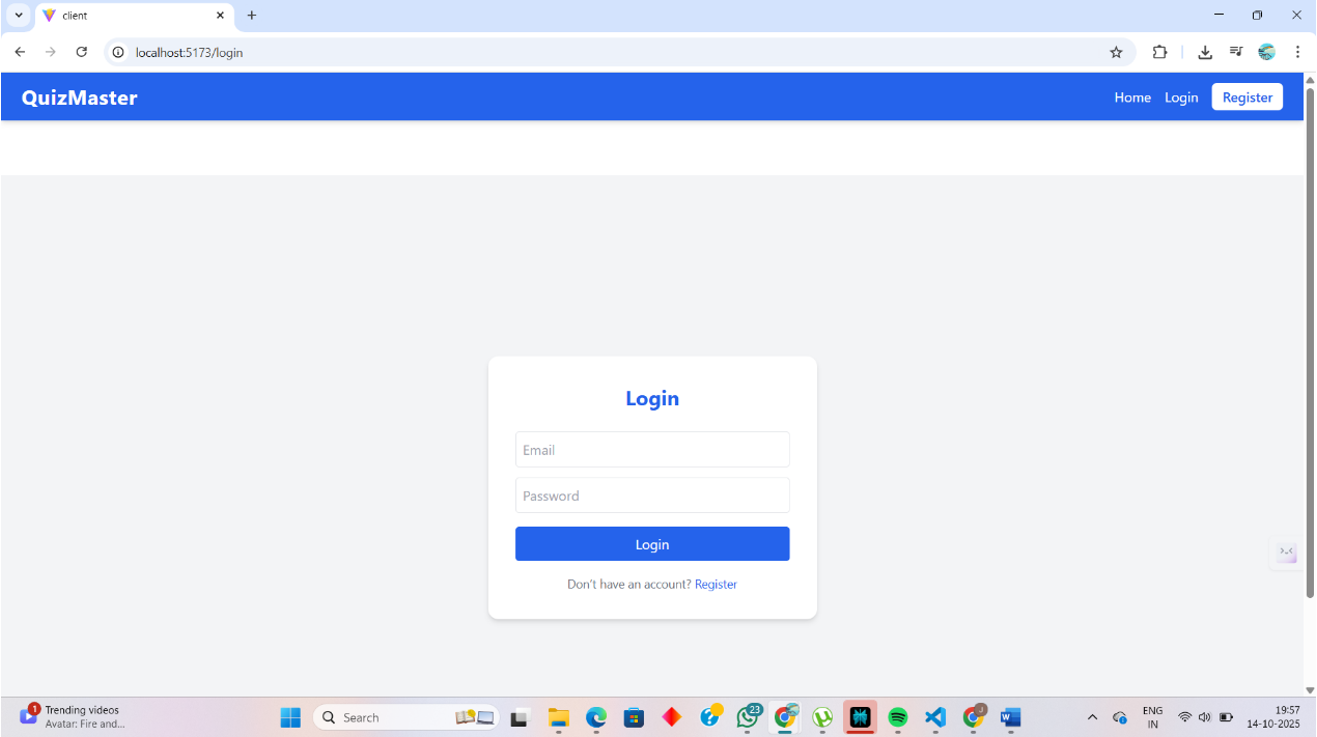 client
localhost:5173/login
QuizMaster
Home Login Register
Login
Email
Password
Login
Don't have an account? Register
1
Trending videos
Avatar: Fire and...
Search
23
J
W
ENG
IN
19:57
14-10-2025